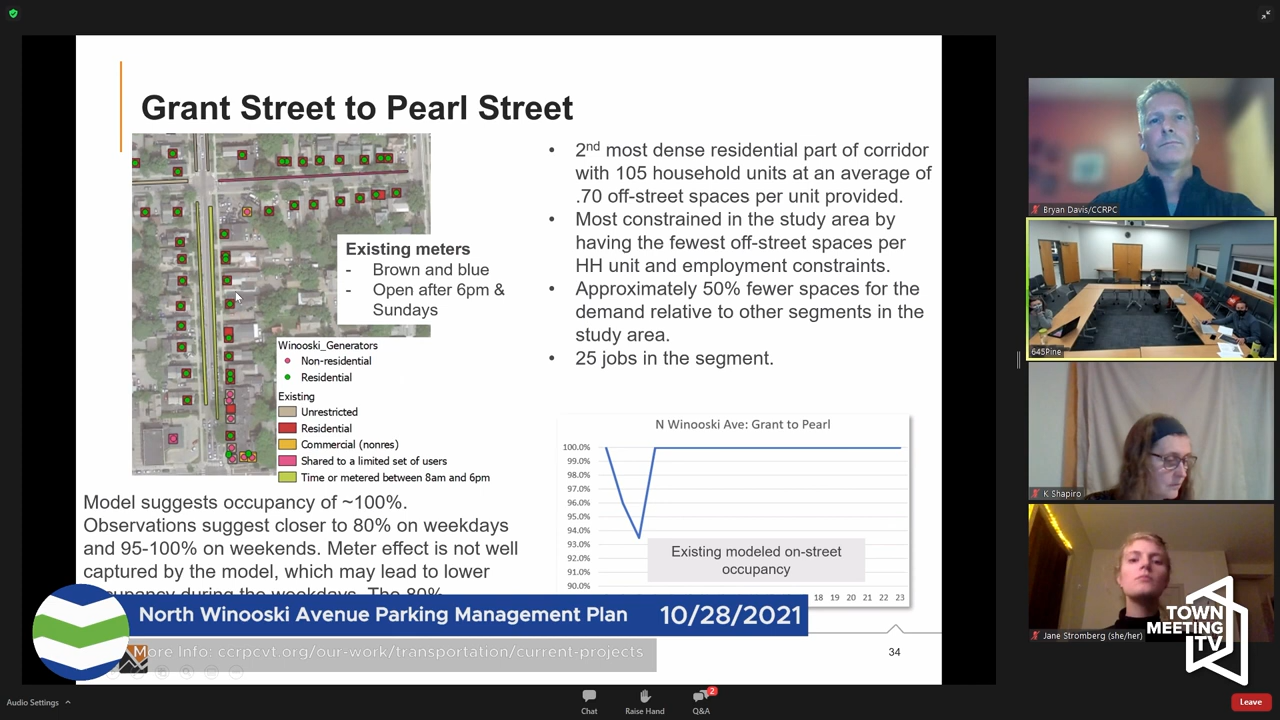 Grant Street to Pearl Street
Existing meters
- Brown and blue
- Open after 6pm &
Sundays
Winooski_Generators
Non-residential
Residential
Existing
Unrestricted
Residential
Commercial (nonres)
Shared to a limited set of users
Time or metered between 8am and 6pm
• 2nd most dense residential part of corridor
with 105 household units at an average of
.70 off-street spaces per unit provided.
• Most constrained in the study area by
having the fewest off-street spaces per
HH unit and employment constraints.
• Approximately 50% fewer spaces for the
demand relative to other segments in the
study area.
• 25 jobs in the segment.
N Winooski Ave: Grant to Pearl
100.0%
99.0%
98.0%
97.0%
96.0%
95.0%
94.0%
93.0%
92.0%
91.0%
90.0%
Existing modeled on-street
occupancy
18 19 20 21 22 23
Model suggests occupancy of ~100%.
Observations suggest closer to 80% on weekdays
and 95-100% on weekends. Meter effect is not well
captured by the model, which may lead to lower
during the weekdays. The 80%
North Winooski Avenue Parking Management Plan 10/28/2021
More Info: ccrpcvt.org/our-work/transportation/current-projects
34
Bryan Davis/CCRPC
645Pine
K Shapiro
Jane Stromberg (she/her)
TOWN
MEETING
TV
Audio Settings
Chat
Raise Hand
Q&A
2
Leave